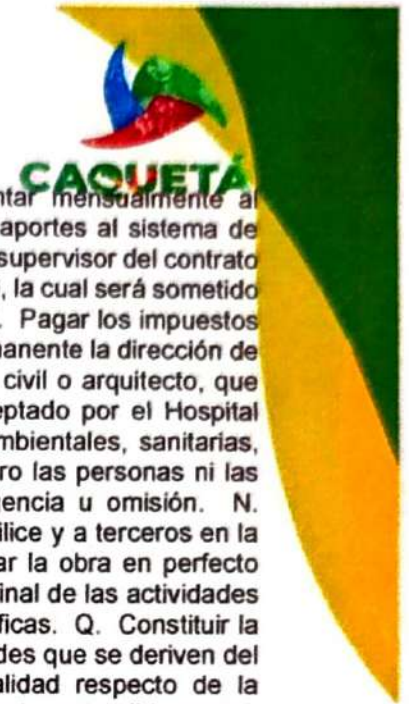 CAQUETÁ
ntar mensualmente al
aportes al sistema de
supervisor del contrato
, la cual será sometido
. Pagar los impuestos
nanente la dirección de
civil o arquitecto, que
eptado por el Hospital
mbientales, sanitarias,
ro las personas ni las
gencia u omisión. N.
ilice y a terceros en la
ar la obra en perfecto
inal de las actividades
ficas. Q. Constituir la
des que se deriven del
alidad respecto de la